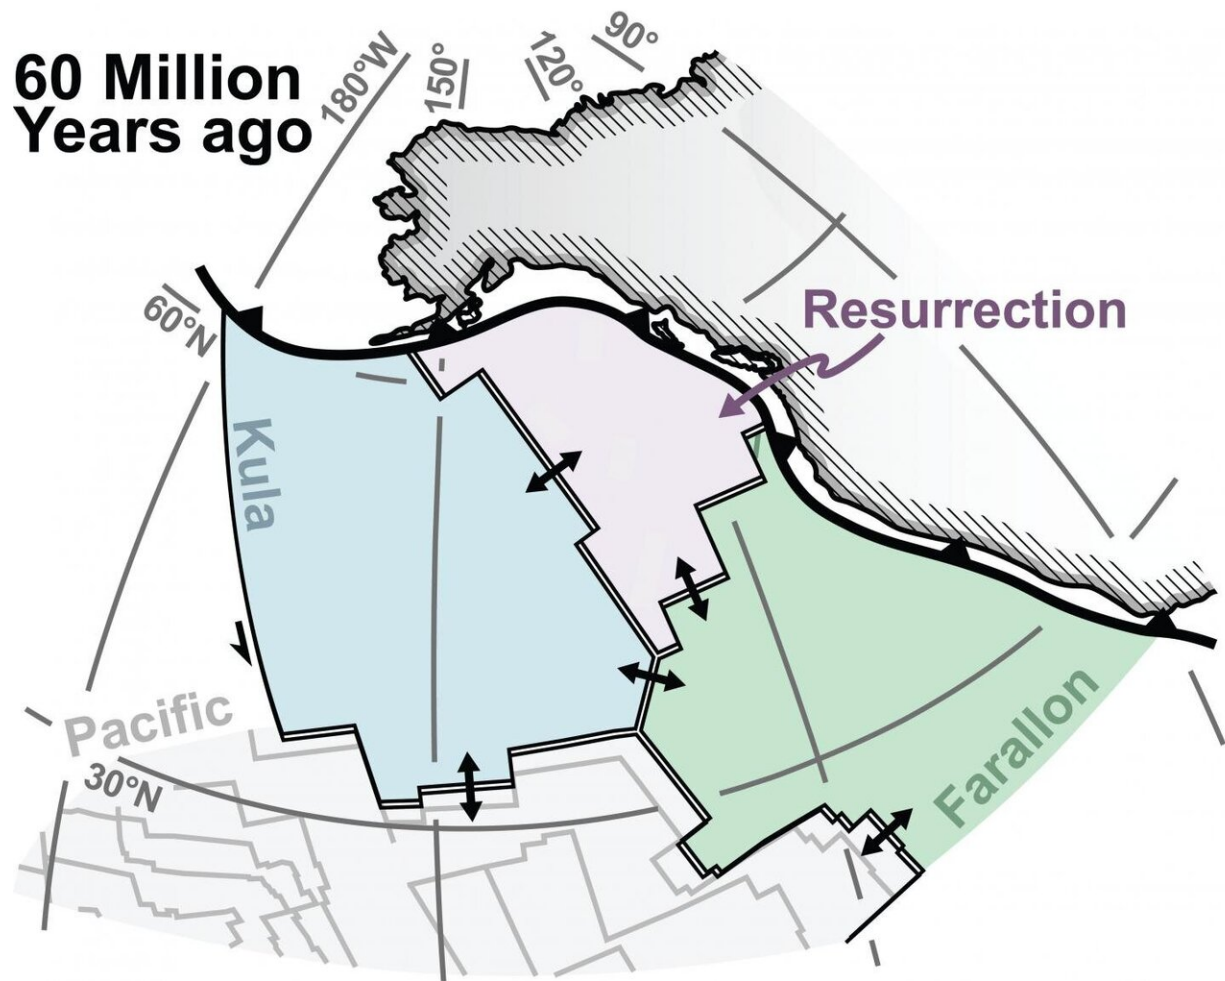 60 Million
Years ago
180°W
150°
120°
90°
60°N
Resurrection
Kula
Pacific
30°N
Farallon